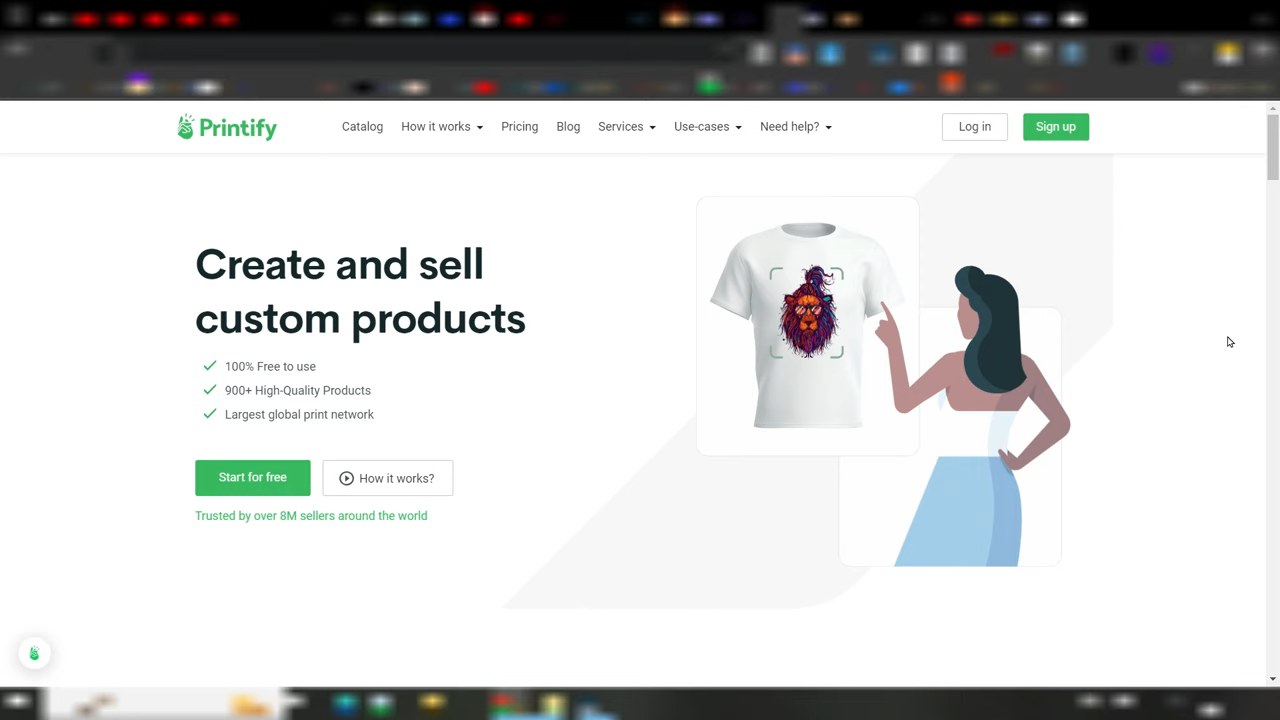 Printify
Catalog
How it works
Pricing
Blog
Services
Use-cases
Need help?
Log in
Sign up
Create and sell
custom products
100% Free to use
900+ High-Quality Products
Largest global print network
Start for free
How it works?
Trusted by over 8M sellers around the world